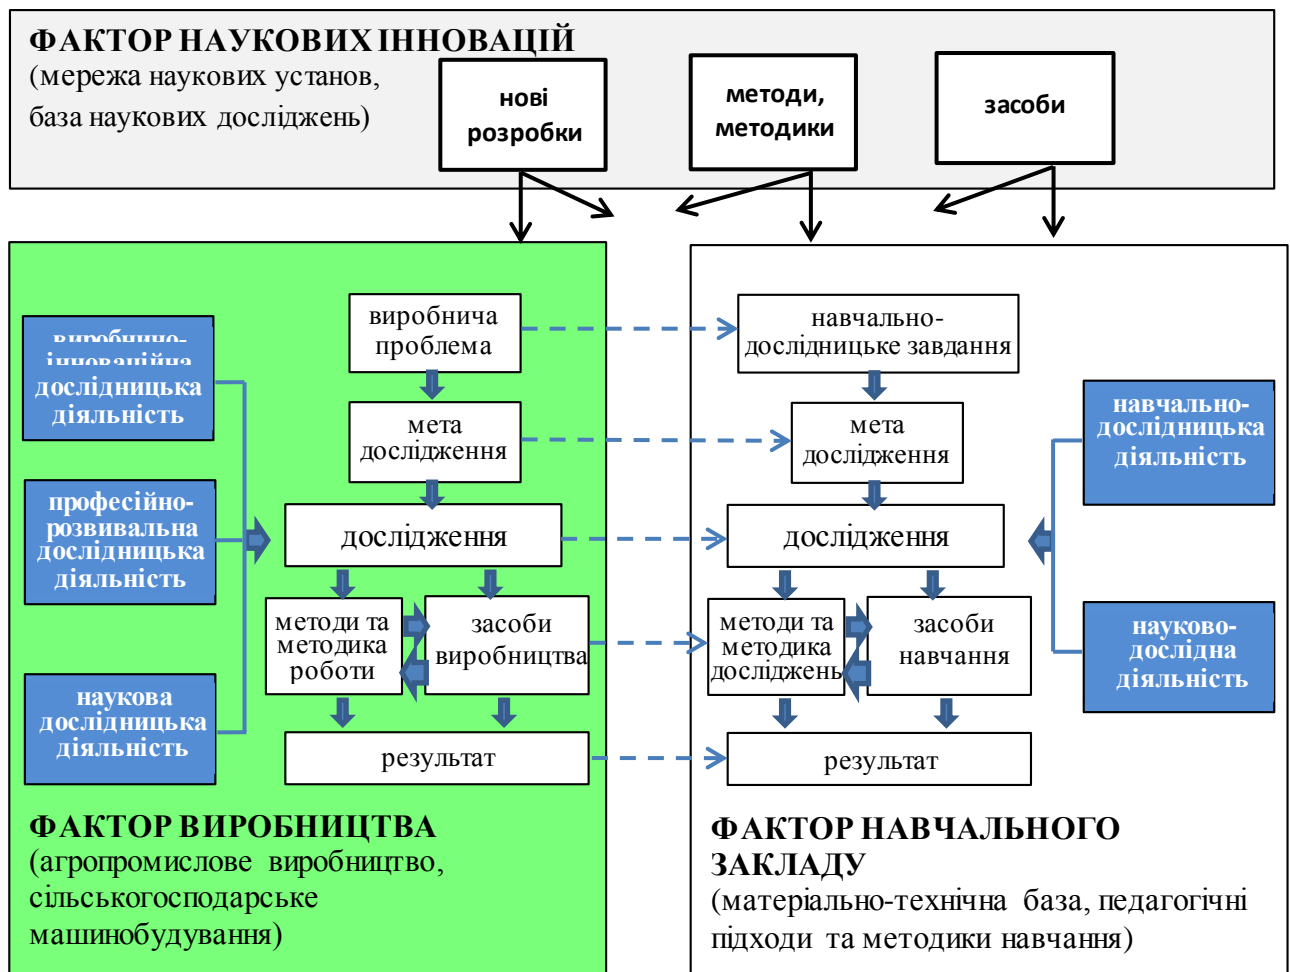 ФАКТОР НАУКОВИХ ІННОВАЦІЙ
(мережа наукових установ,
база наукових досліджень)
нові
розробки
методи,
методики
засоби
виробничо-
інноваційна
дослідницька
діяльність
професійно-
розвивальна
дослідницька
діяльність
наукова
дослідницька
діяльність
виробнича
проблема
мета
дослідження
дослідження
методи та
методика
роботи
засоби
виробництва
результат
ФАКТОР ВИРОБНИЦТВА
(агропромислове виробництво,
сільськогосподарське
машинобудування)
навчально-
дослідницьке завдання
мета
дослідження
дослідження
методи та
методика
досліджень
засоби
навчання
результат
навчально-
дослідницька
діяльність
науково-
дослідна
діяльність
ФАКТОР НАВЧАЛЬНОГО
ЗАКЛАДУ
(матеріально-технічна база, педагогічні
підходи та методики навчання)